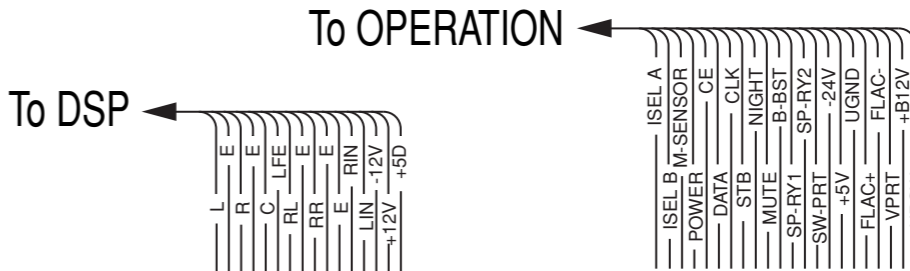 To OPERATION
ISEL A
ISEL B
M-SENSOR
POWER
CE
DATA
CLK
STB
NIGHT
MUTE
B-BST
SP-RY1
SP-RY2
SW-PRT
-24V
+5V
UGND
FLAC+
FLAC-
VPRT
+B12V
To DSP
L
E
R
E
C
LFE
RL
E
RR
E
E
RIN
LIN
-12V
+12V
+5D